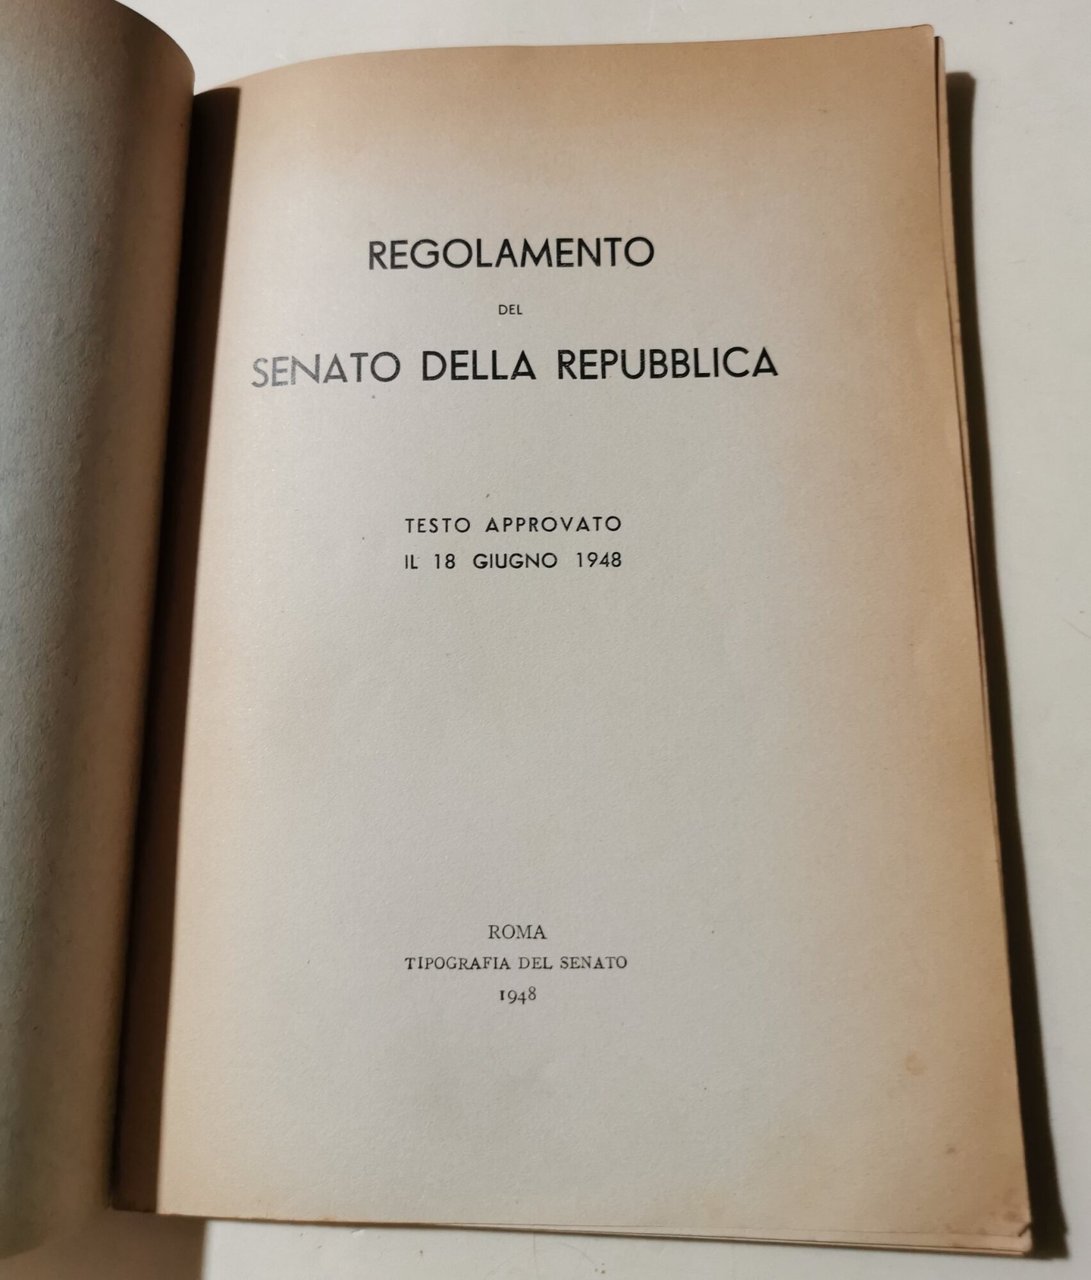 REGOLAMENTO
DEL
SENATO DELLA REPUBBLICA
TESTO APPROVATO
IL 18 GIUGNO 1948
ROMA
TIPOGRAFIA DEL SENATO
1948